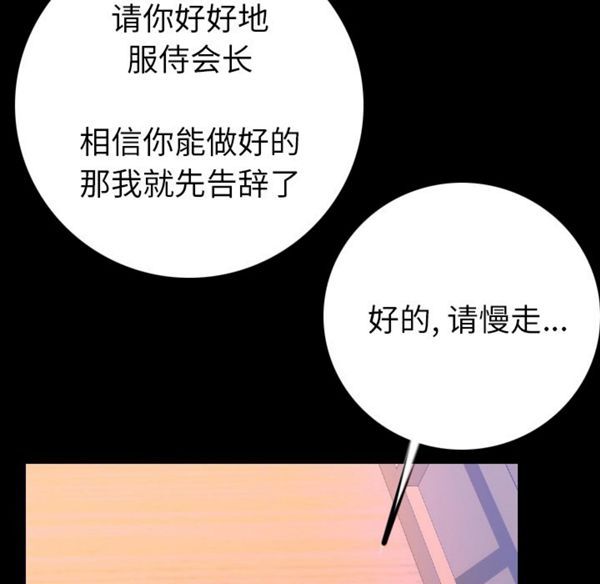 请你好好地
服侍会长
相信你能做好的
那我就先告辞了
好的, 请慢走...